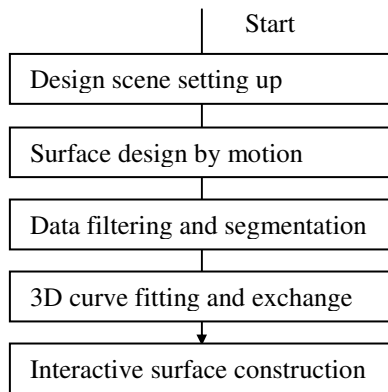 Start
Design scene setting up
Surface design by motion
Data filtering and segmentation
3D curve fitting and exchange
Interactive surface construction